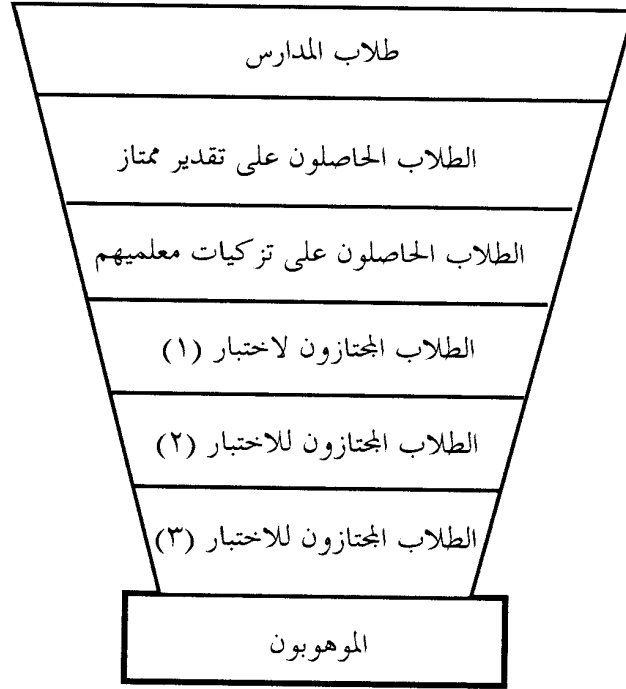 طلاب المدارس
الطلاب الحاصلون على تقدير ممتاز
الطلاب الحاصلون على تزكيات معلميهم
الطلاب المجتازون لاختبار (١)
الطلاب المجتازون للاختبار (٢)
الطلاب المجتازون للاختبار (٣)
الموهوبون